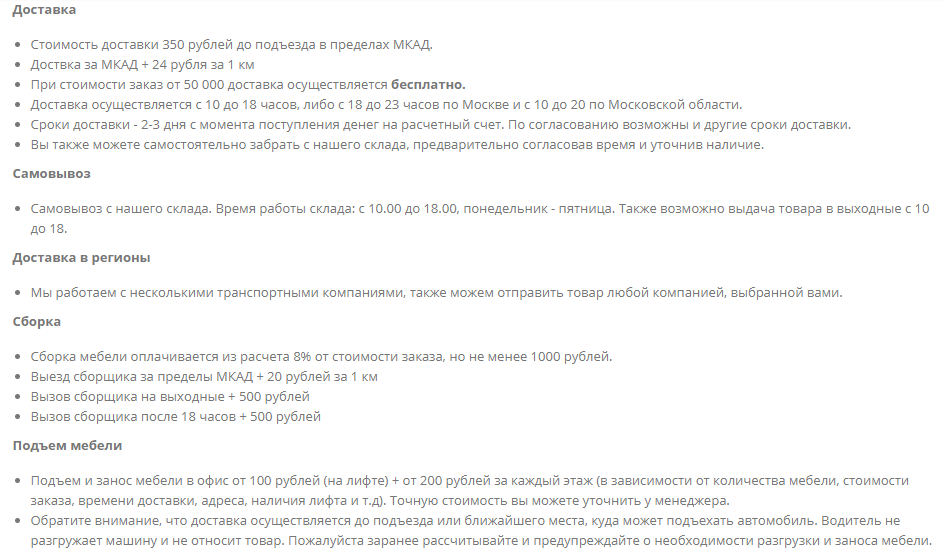 Доставка
• Стоимость доставки 350 рублей до подъезда в пределах МКАД.
• Доствка за МКАД + 24 рубля за 1 км
• При стоимости заказ от 50 000 доставка осуществляется бесплатно.
• Доставка осуществляется с 10 до 18 часов, либо с 18 до 23 часов по Москве и с 10 до 20 по Московской области.
• Сроки доставки - 2-3 дня с момента поступления денег на расчетный счет. По согласованию возможны и другие сроки доставки.
• Вы также можете самостоятельно забрать с нашего склада, предварительно согласовав время и уточнив наличие.
Самовывоз
• Самовывоз с нашего склада. Время работы склада: с 10.00 до 18.00, понедельник - пятница. Также возможно выдача товара в выходные с 10
до 18.
Доставка в регионы
• Мы работаем с несколькими транспортными компаниями, также можем отправить товар любой компанией, выбранной вами.
Сборка
• Сборка мебели оплачивается из расчета 8% от стоимости заказа, но не менее 1000 рублей.
• Выезд сборщика за пределы МКАД + 20 рублей за 1 км
• Вызов сборщика на выходные + 500 рублей
• Вызов сборщика после 18 часов + 500 рублей
Подъем мебели
• Подъем и занос мебели в офис от 100 рублей (на лифте) + от 200 рублей за каждый этаж (в зависимости от количества мебели, стоимости
заказа, времени доставки, адреса, наличия лифта и т.д). Точную стоимость вы можете уточнить у менеджера.
• Обратите внимание, что доставка осуществляется до подъезда или ближайшего места, куда может подъехать автомобиль. Водитель не
разгружает машину и не относит товар. Пожалуйста заранее рассчитывайте и предупреждайте о необходимости разгрузки и заноса мебели.